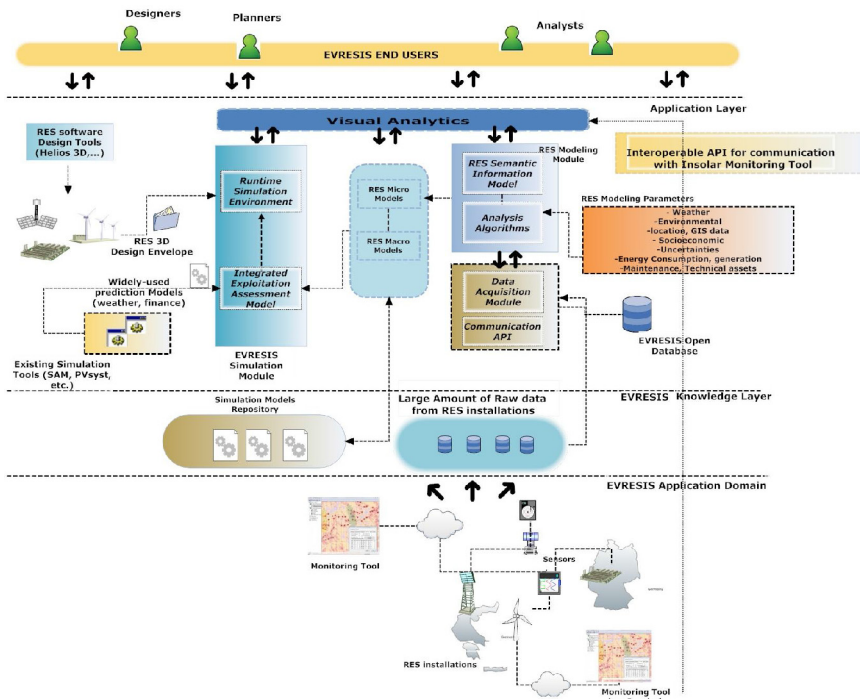 Designers
Planners
Analysts
EVRESIS END USERS
Application Layer
Visual Analytics
RES software
Design Tools
(Helios 3D,...)
RES 3D
Design Envelope
Runtime
Simulation
Environment
RES Micro
Models
RES Macro
Models
RES Modeling
Module
RES Semantic
Information
Model
Analysis
Algorithms
Interoperable API for communication
with Insolar Monitoring Tool
RES Modeling Parameters
- Weather
-Environmental
-location, GIS data
- Socioeconomic
-Uncertainties
-Energy Consumption, generation
-Maintenance, Technical assets
Widely-used
prediction Models
(weather, finance)
Integrated
Exploitation
Assessment
Model
EVRESIS
Simulation
Module
Data
Acquisition
Module
Communication
API
EVRESIS Open
Database
Existing Simulation
Tools (SAM, PVsyst,
etc.)
Simulation Models
Repository
Large Amount of Raw data
from RES installations
EVRESIS Knowledge Layer
EVRESIS Application Domain
Monitoring Tool
Sensors
RES installations
Monitoring Tool